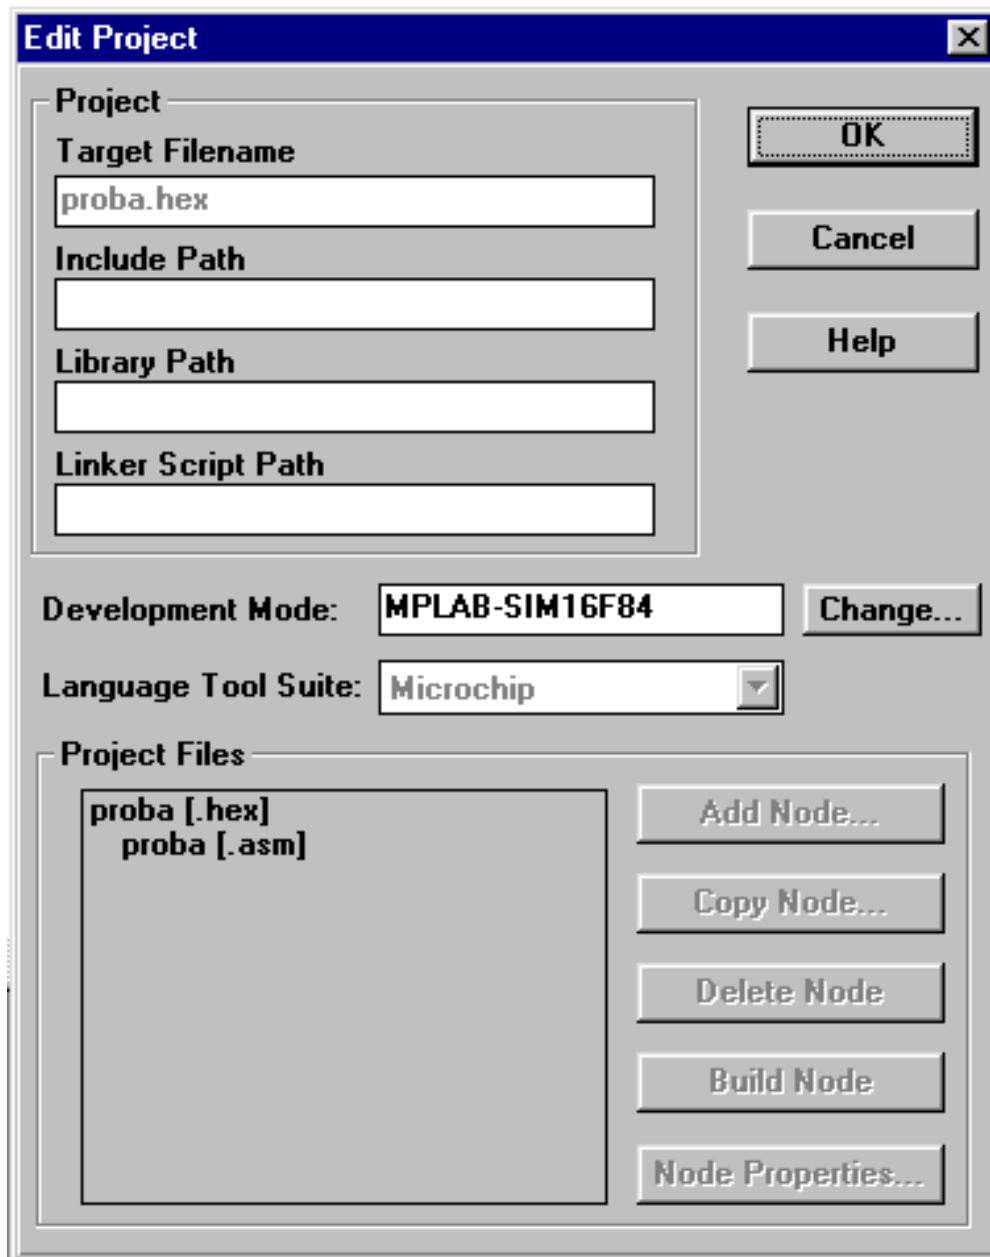 Edit Project
Project
Target Filename
proba.hex
Include Path
Library Path
Linker Script Path
OK
Cancel
Help
Development Mode: MPLAB-SIM16F84 Change...
Language Tool Suite: Microchip
Project Files
proba [.hex]
proba [.asm]
Add Node...
Copy Node...
Delete Node
Build Node
Node Properties...